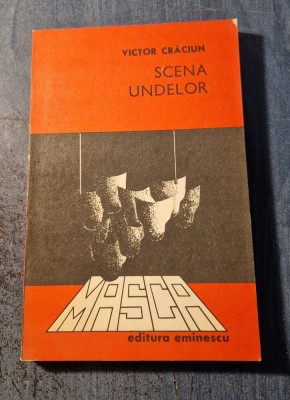 VICTOR CRĂCIUN
SCENA
UNDELOR
MASCA
editura eminescu